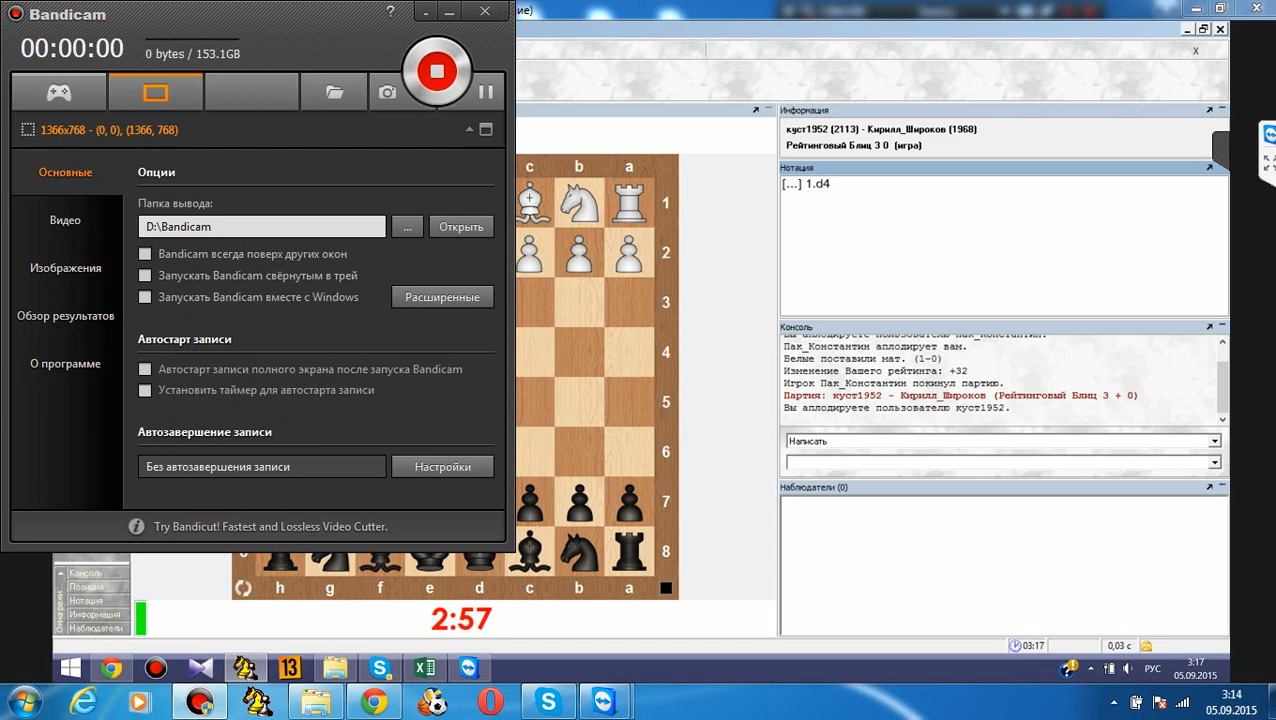 Bandicam
?
00:00:00
0 bytes / 153.1GB
1366x768 - (0, 0), (1366, 768)
Основные
Видео
Изображения
Обзор результатов
О программе
Опции
Папка вывода:
D:\Bandicam
...
Открыть
Bandicam всегда поверх других окон
Запускать Bandicam свёрнутым в трей
Запускать Bandicam вместе с Windows
Расширенные
Автостарт записи
Автостарт записи полного экрана после запуска Bandicam
Установить таймер для автостарта записи
Автозавершение записи
Без автозавершения записи
Настройки
Try Bandicut! Fastest and Lossless Video Cutter.
ние)
x
c b a
1
2
3
4
5
6
7
8
h g f e d c b a
2:57
Информация
куст1952 (2113) - Кирилл_Широков (1968)
Рейтинговый Блиц 3 0 (игра)
Нотация
[...] 1.d4
Консоль
Вы аплодируете пользователю Пак_Константин.
Пак_Константин аплодирует вам.
Белые поставили мат. (1-0)
Изменение Вашего рейтинга: +32
Игрок Пак_Константин покинул партию.
Партия: куст1952 - Кирилл_Широков (Рейтинговый Блиц 3 + 0)
Вы аплодируете пользователю куст1952.
Написать
Наблюдатели (0)
Консоль
Позиция
Нотация
Информация
Наблюдатели
03:17
0,03 с
13
РУС
3:17
05.09.2015
3:14
05.09.2015